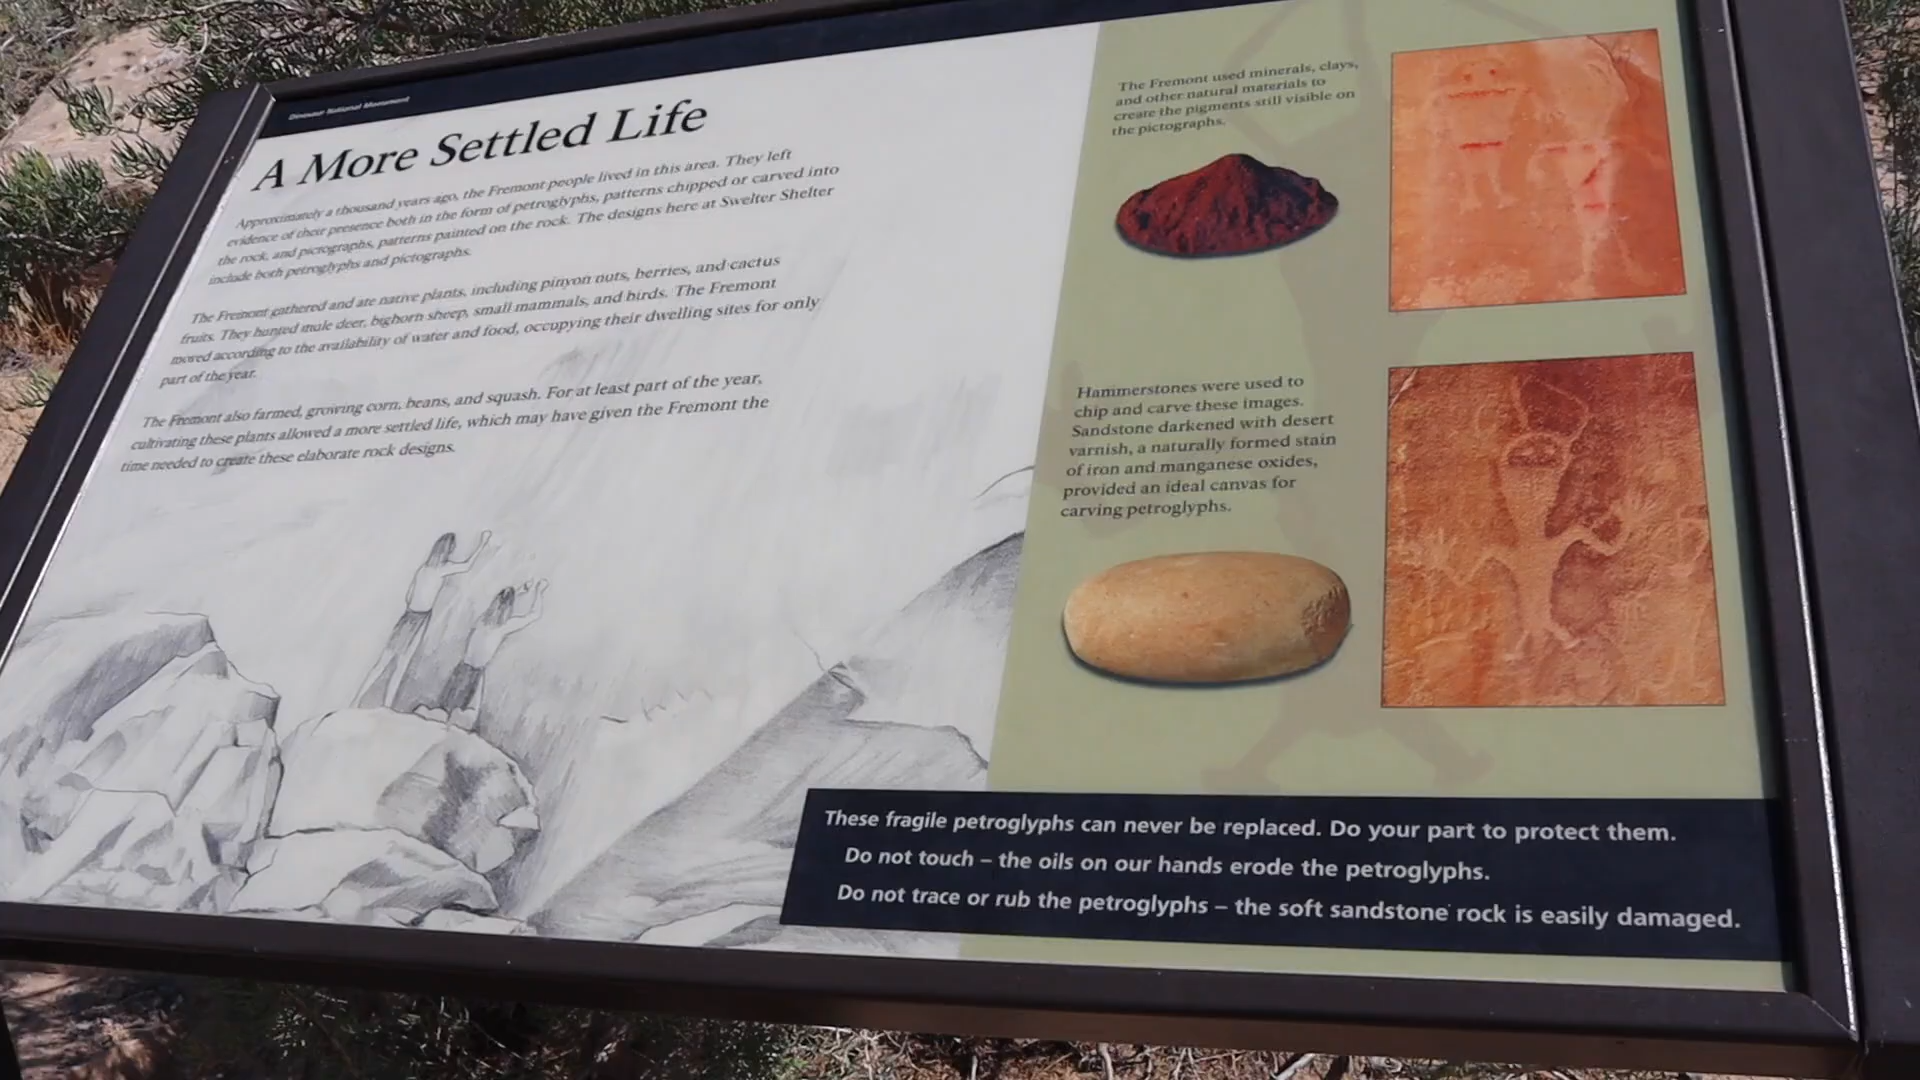 Dinosaur National Monument
A More Settled Life
Approximately a thousand years ago, the Fremont people lived in this area. They left
evidence of their presence both in the form of petroglyphs, patterns chipped or carved into
the rock, and pictographs, patterns painted on the rock. The designs here at Swelter Shelter
include both petroglyphs and pictographs.
The Fremont gathered and ate native plants, including pinyon nuts, berries, and cactus
fruits. They hunted mule deer, bighorn sheep, small mammals, and birds. The Fremont
moved according to the availability of water and food, occupying their dwelling sites for only
part of the year.
The Fremont also farmed, growing corn, beans, and squash. For at least part of the year,
cultivating these plants allowed a more settled life, which may have given the Fremont the
time needed to create these elaborate rock designs.
The Fremont used minerals, clays,
and other natural materials to
create the pigments still visible on
the pictographs.
Hammerstones were used to
chip and carve these images.
Sandstone darkened with desert
varnish, a naturally formed stain
of iron and manganese oxides,
provided an ideal canvas for
carving petroglyphs.
These fragile petroglyphs can never be replaced. Do your part to protect them.
Do not touch – the oils on our hands erode the petroglyphs.
Do not trace or rub the petroglyphs – the soft sandstone rock is easily damaged.